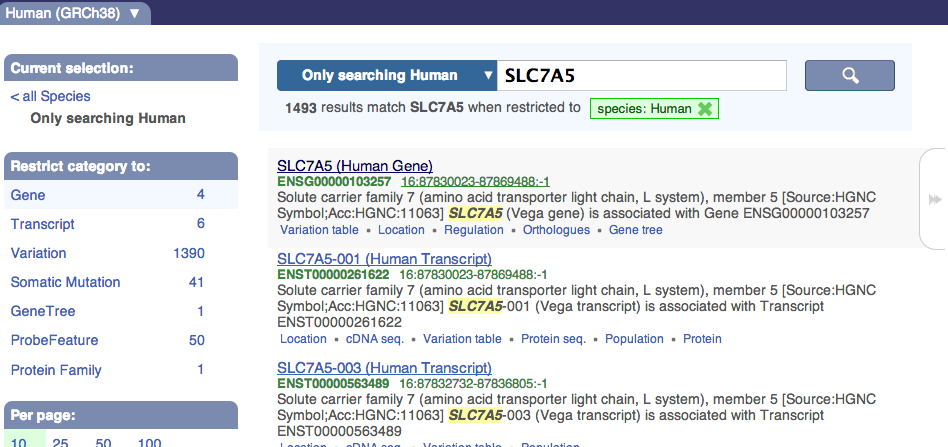 Human (GRCh38) ▼
Current selection:
< all Species
Only searching Human
Restrict category to:
Gene 4
Transcript 6
Variation 1390
Somatic Mutation 41
GeneTree 1
ProbeFeature 50
Protein Family 1
Per page:
10 25 50 100
Only searching Human ▼ SLC7A5
1493 results match SLC7A5 when restricted to species: Human
SLC7A5 (Human Gene)
ENSG00000103257 16:87830023-87869488:-1
Solute carrier family 7 (amino acid transporter light chain, L system), member 5 [Source:HGNC
Symbol;Acc:HGNC:11063] SLC7A5 (Vega gene) is associated with Gene ENSG00000103257
Variation table ▪ Location ▪ Regulation ▪ Orthologues ▪ Gene tree
SLC7A5-001 (Human Transcript)
ENST00000261622 16:87830023-87869488:-1
Solute carrier family 7 (amino acid transporter light chain, L system), member 5 [Source:HGNC
Symbol;Acc:HGNC:11063] SLC7A5-001 (Vega transcript) is associated with Transcript
ENST00000261622
Location ▪ cDNA seq. ▪ Variation table ▪ Protein seq. ▪ Population ▪ Protein
SLC7A5-003 (Human Transcript)
ENST00000563489 16:87832732-87836805:-1
Solute carrier family 7 (amino acid transporter light chain, L system), member 5 [Source:HGNC
Symbol;Acc:HGNC:11063] SLC7A5-003 (Vega transcript) is associated with Transcript
ENST00000563489
Location ▪ cDNA seq. ▪ Variation table ▪ Population